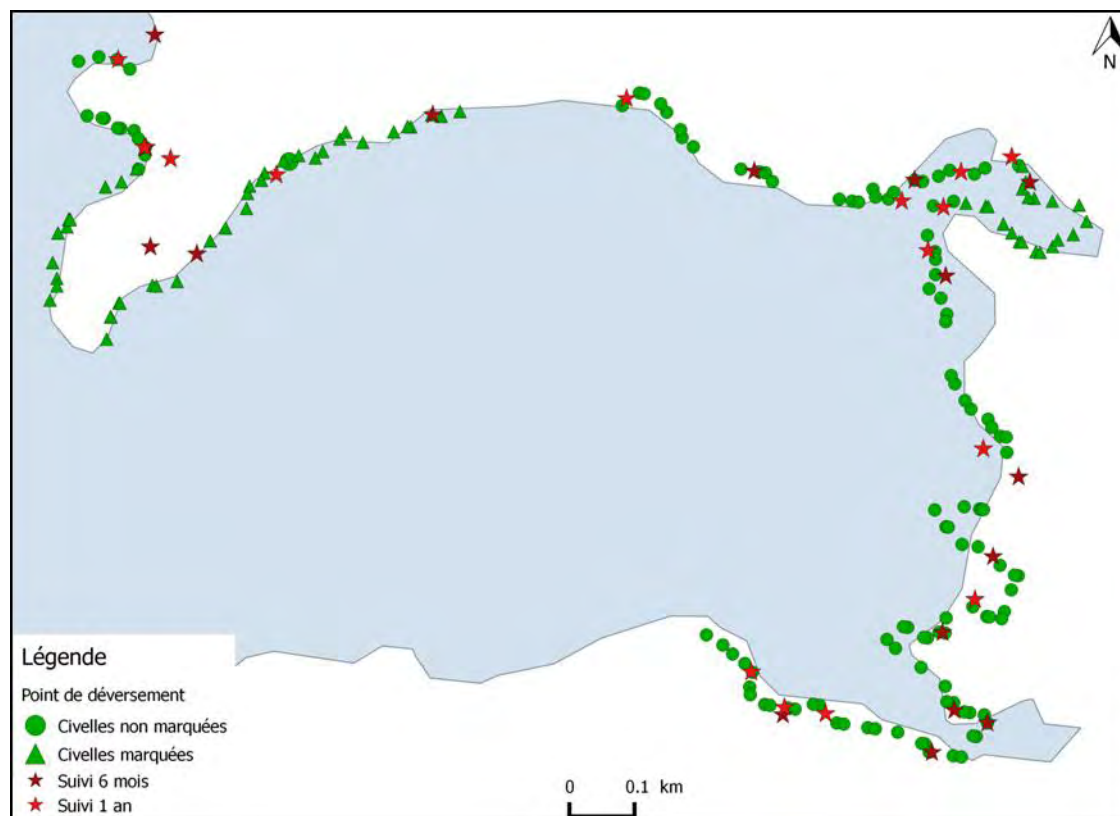 N
Légende
Point de déversement
Civelles non marquées
Civelles marquées
Suivi 6 mois
Suivi 1 an
0 0.1 km